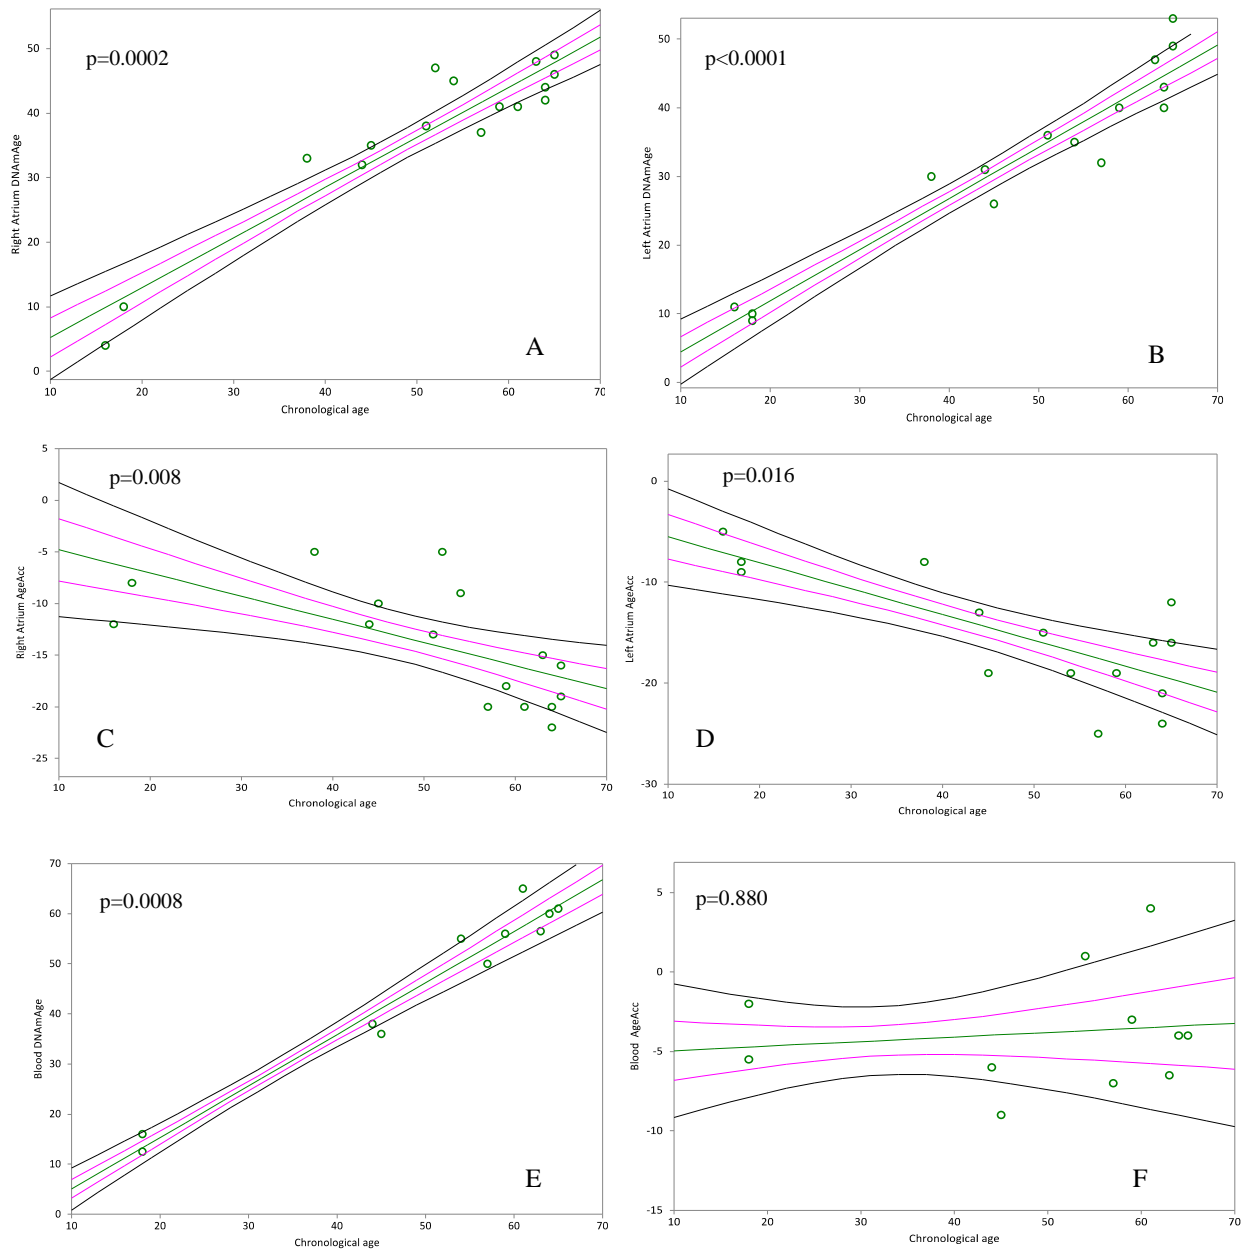 p=0.0002
50
40
30
20
10
0
Right Atrium DNAmAge
10 20 30 40 50 60 70
Chronological age
A
p<0.0001
50
40
30
20
10
0
Left Atrium DNAmAge
10 20 30 40 50 60 70
Chronological age
B
p=0.008
5
0
-5
-10
-15
-20
-25
Right Atrium AgeAcc
10 20 30 40 50 60 70
Chronological age
C
p=0.016
0
-10
-20
-30
Left Atrium AgeAcc
10 20 30 40 50 60 70
Chronological age
D
p=0.0008
70
60
50
40
30
20
10
0
Blood DNAmAge
10 20 30 40 50 60 70
Chronological age
E
p=0.880
5
0
-5
-10
-15
Blood AgeAcc
10 20 30 40 50 60 70
Chronological age
F